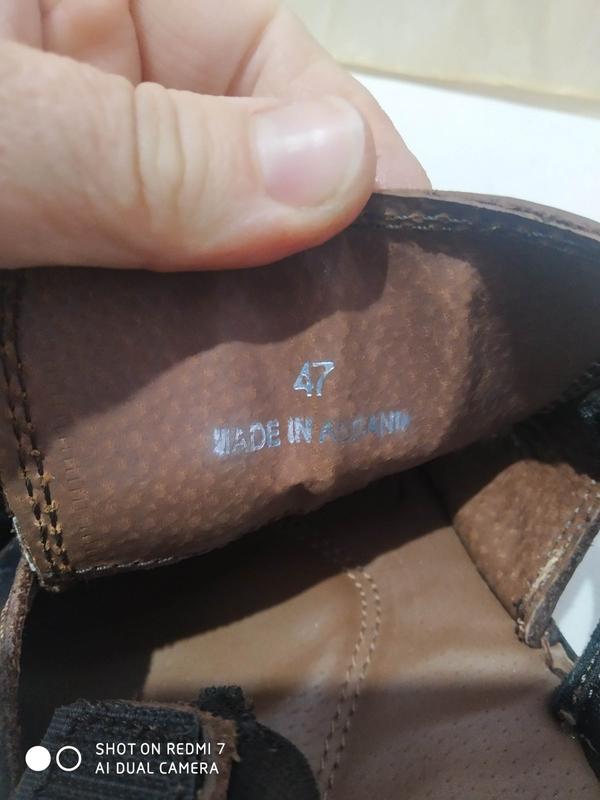 47
MADE IN ALBANIA
SHOT ON REDMI 7
AI DUAL CAMERA